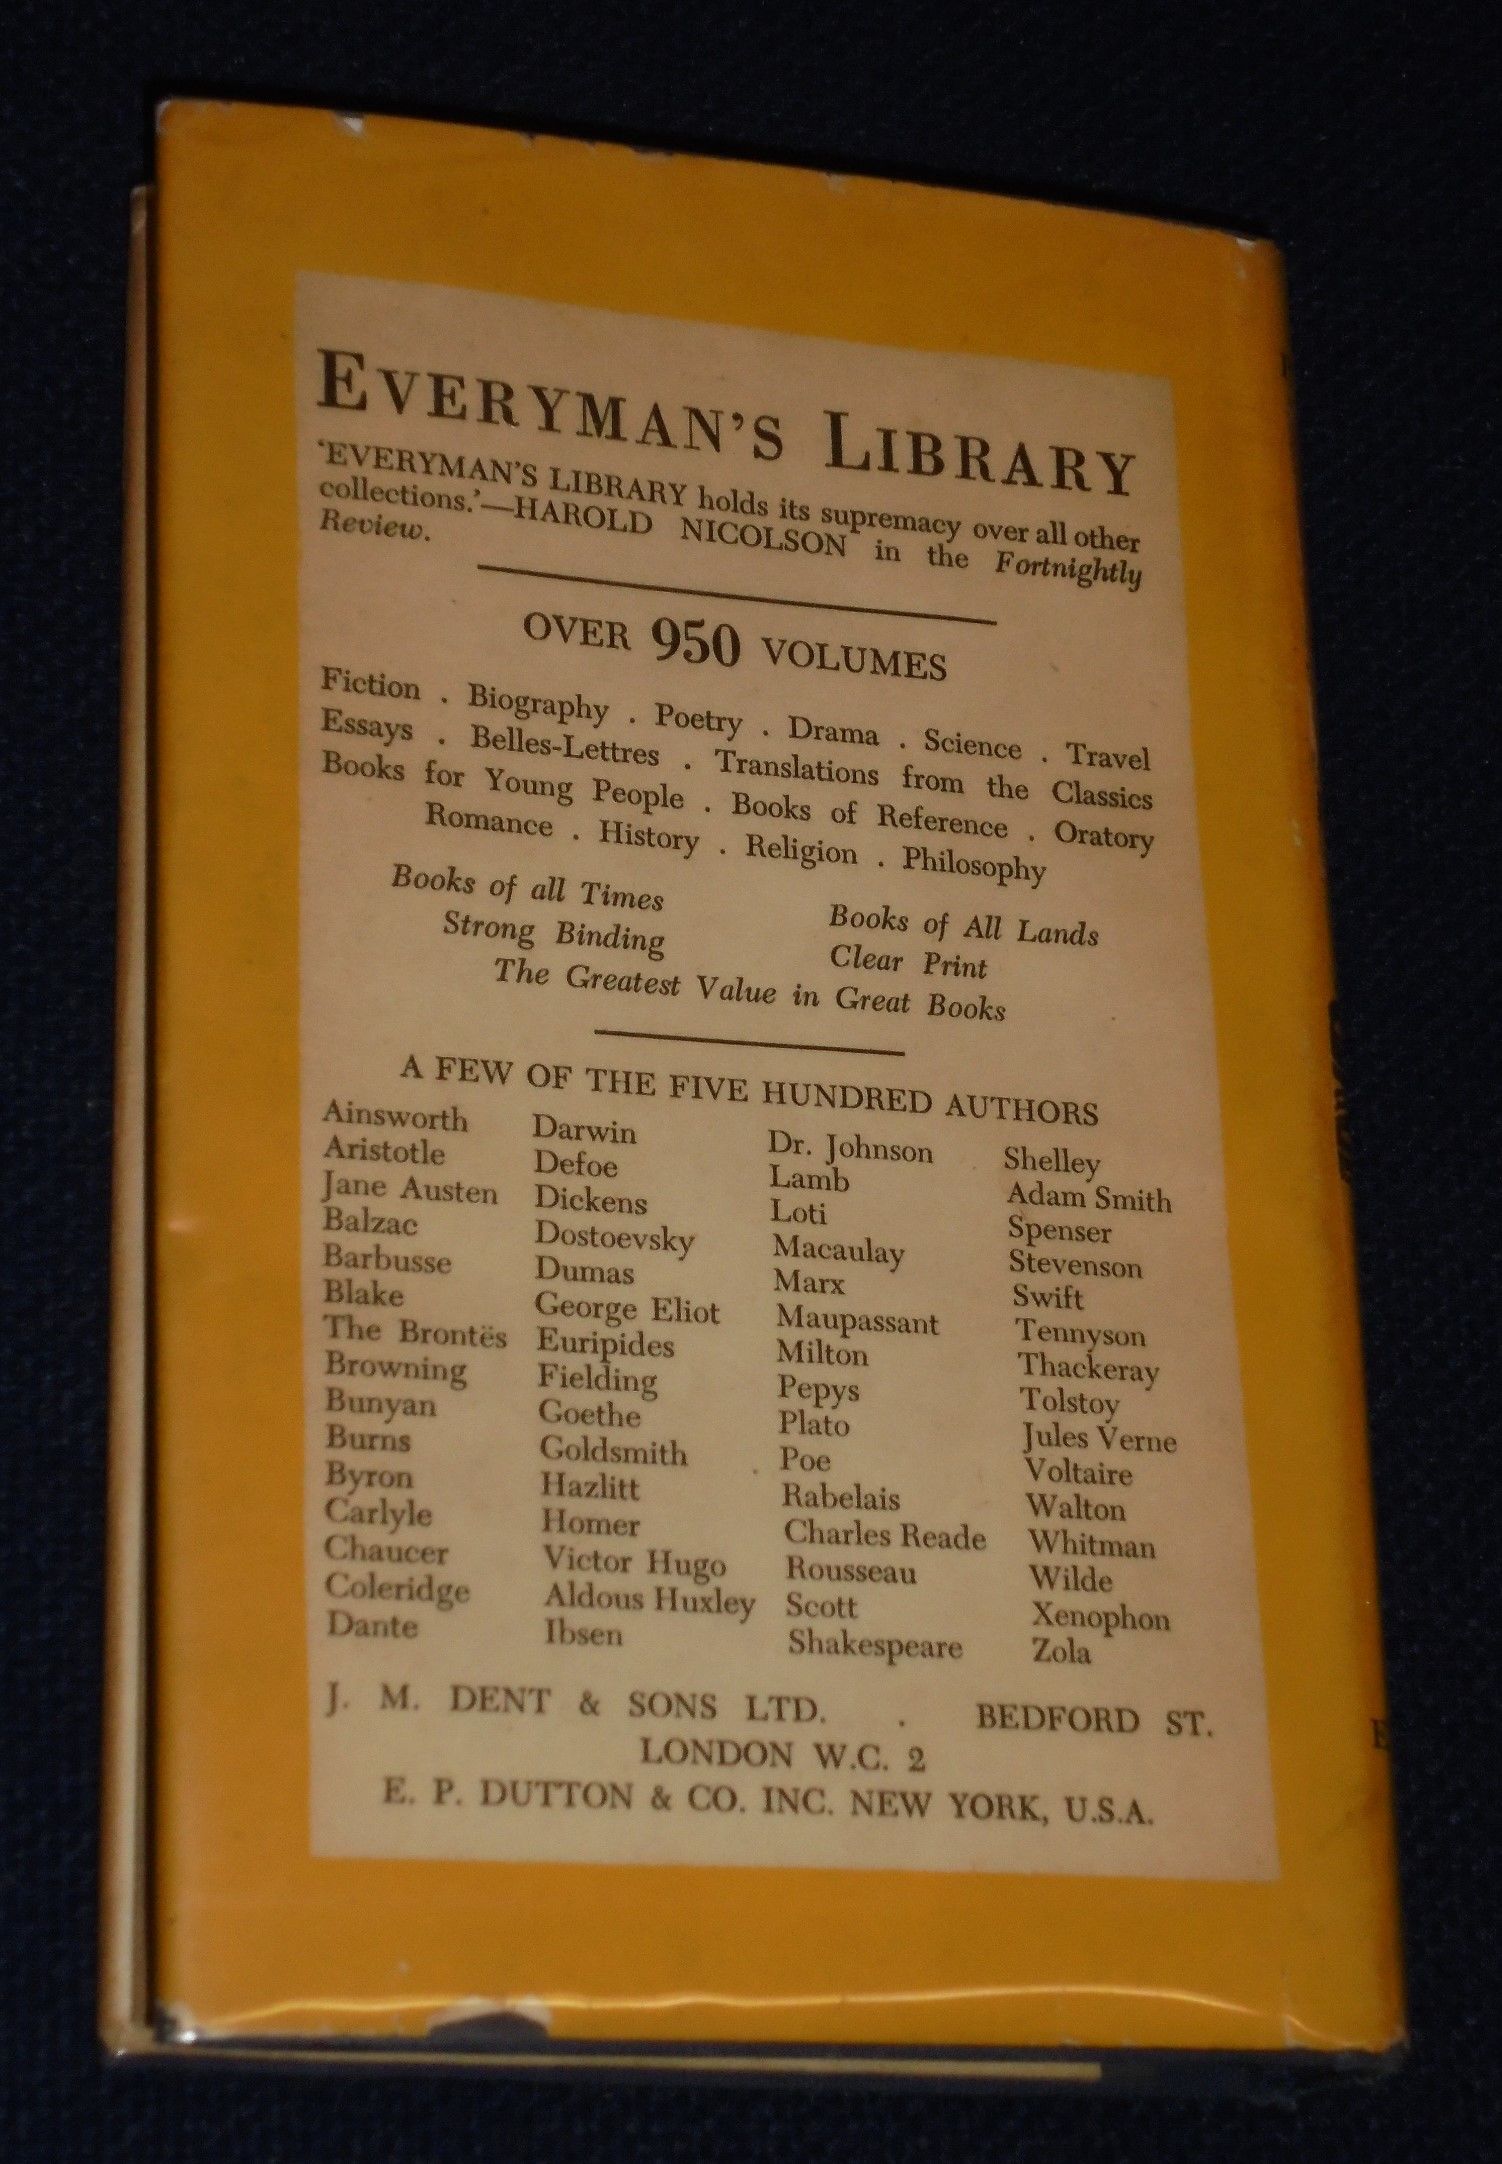 EVERYMAN'S LIBRARY
'EVERYMAN'S LIBRARY holds its supremacy over all other
collections.'—HAROLD NICOLSON in the Fortnightly
Review.
OVER 950 VOLUMES
Fiction . Biography . Poetry . Drama . Science . Travel
Essays . Belles-Lettres . Translations from the Classics
Books for Young People . Books of Reference . Oratory
Romance . History . Religion . Philosophy
Books of all Times Books of All Lands
Strong Binding Clear Print
The Greatest Value in Great Books
A FEW OF THE FIVE HUNDRED AUTHORS
Ainsworth Darwin Dr. Johnson Shelley
Aristotle Defoe Lamb Adam Smith
Jane Austen Dickens Loti Spenser
Balzac Dostoevsky Macaulay Stevenson
Barbusse Dumas Marx Swift
Blake George Eliot Maupassant Tennyson
The Brontës Euripides Milton Thackeray
Browning Fielding Pepys Tolstoy
Bunyan Goethe Plato Jules Verne
Burns Goldsmith Poe Voltaire
Byron Hazlitt Rabelais Walton
Carlyle Homer Charles Reade Whitman
Chaucer Victor Hugo Rousseau Wilde
Coleridge Aldous Huxley Scott Xenophon
Dante Ibsen Shakespeare Zola
J. M. DENT & SONS LTD. . BEDFORD ST.
LONDON W.C. 2
E. P. DUTTON & CO. INC. NEW YORK, U.S.A.